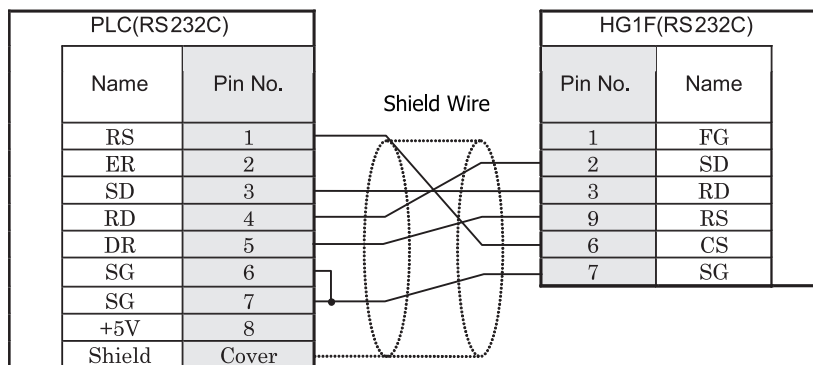 PLC(RS232C)
HG1F(RS232C)
Name Pin No.
Shield Wire
Pin No. Name
RS 1
ER 2
SD 3
RD 4
DR 5
SG 6
SG 7
+5V 8
Shield Cover
1 FG
2 SD
3 RD
9 RS
6 CS
7 SG